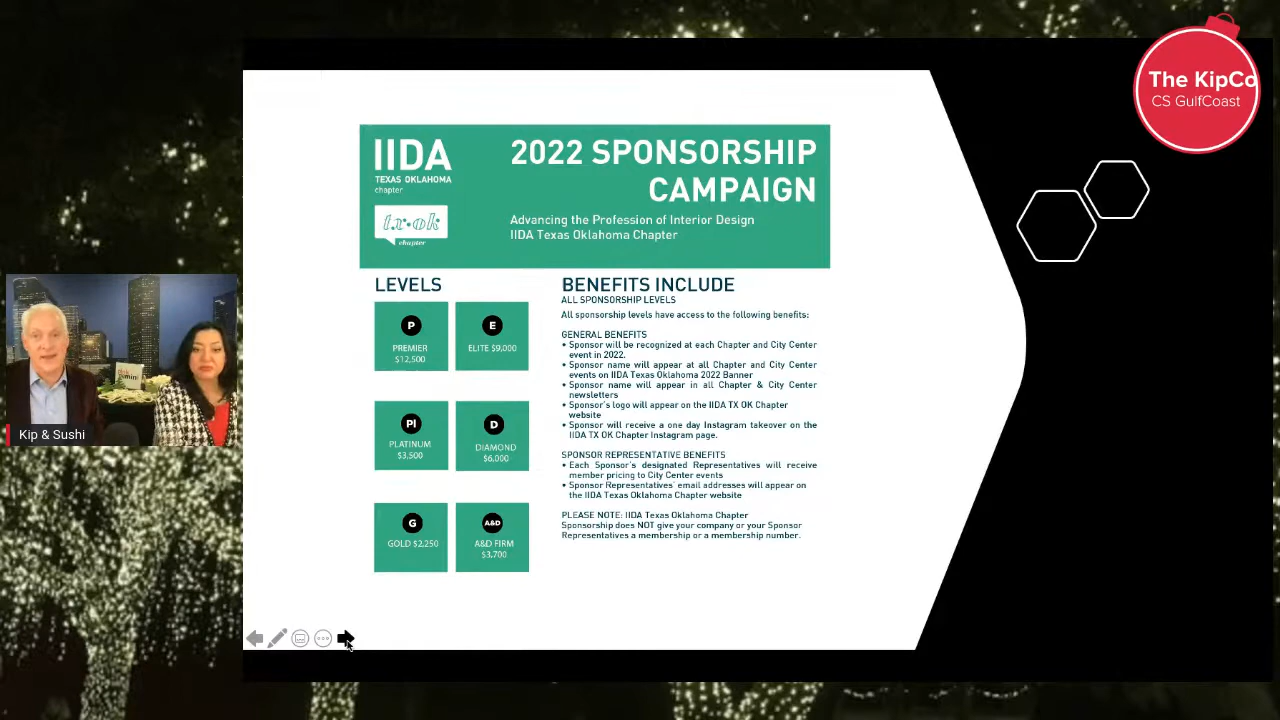 The KipCo
CS GulfCoast
IIDA
TEXAS OKLAHOMA
chapter
tx•ok
chapter
2022 SPONSORSHIP
CAMPAIGN
Advancing the Profession of Interior Design
IIDA Texas Oklahoma Chapter
LEVELS
P
PREMIER
$12,500
E
ELITE $9,000
Pl
PLATINUM
$3,500
D
DIAMOND
$6,000
G
GOLD $2,250
A&D
A&D FIRM
$3,700
BENEFITS INCLUDE
ALL SPONSORSHIP LEVELS
All sponsorship levels have access to the following benefits:
GENERAL BENEFITS
• Sponsor will be recognized at each Chapter and City Center
event in 2022.
• Sponsor name will appear at all Chapter and City Center
events on IIDA Texas Oklahoma 2022 Banner
• Sponsor name will appear in all Chapter & City Center
newsletters
• Sponsor's logo will appear on the IIDA TX OK Chapter
website
• Sponsor will receive a one day Instagram takeover on the
IIDA TX OK Chapter Instagram page.
SPONSOR REPRESENTATIVE BENEFITS
• Each Sponsor's designated Representatives will receive
member pricing to City Center events
• Sponsor Representatives' email addresses will appear on
the IIDA Texas Oklahoma Chapter website
PLEASE NOTE: IIDA Texas Oklahoma Chapter
Sponsorship does NOT give your company or your Sponsor
Representatives a membership or a membership number.
Kip & Sushi